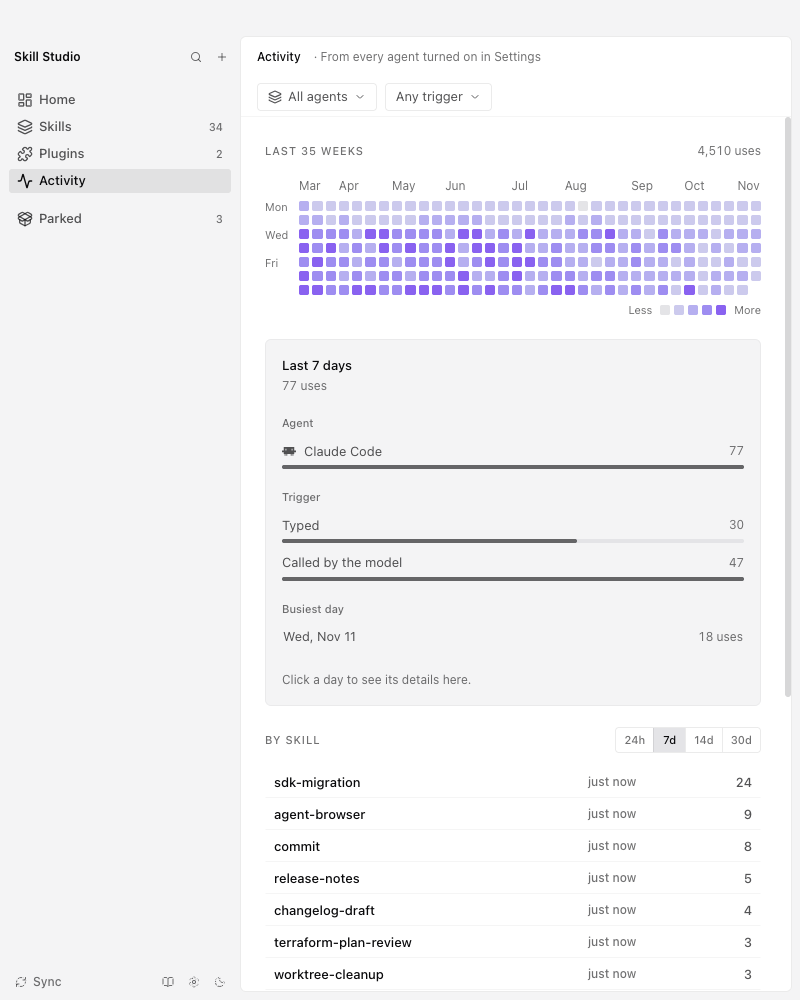 Skill Studio
Home
Skills 34
Plugins 2
Activity
Parked 3
Sync
Activity · From every agent turned on in Settings
All agents
Any trigger
LAST 35 WEEKS 4,510 uses
Mar Apr May Jun Jul Aug Sep Oct Nov
Mon
Wed
Fri
Less More
Last 7 days
77 uses
Agent
Claude Code 77
Trigger
Typed 30
Called by the model 47
Busiest day
Wed, Nov 11 18 uses
Click a day to see its details here.
BY SKILL 24h 7d 14d 30d
sdk-migration just now 24
agent-browser just now 9
commit just now 8
release-notes just now 5
changelog-draft just now 4
terraform-plan-review just now 3
worktree-cleanup just now 3